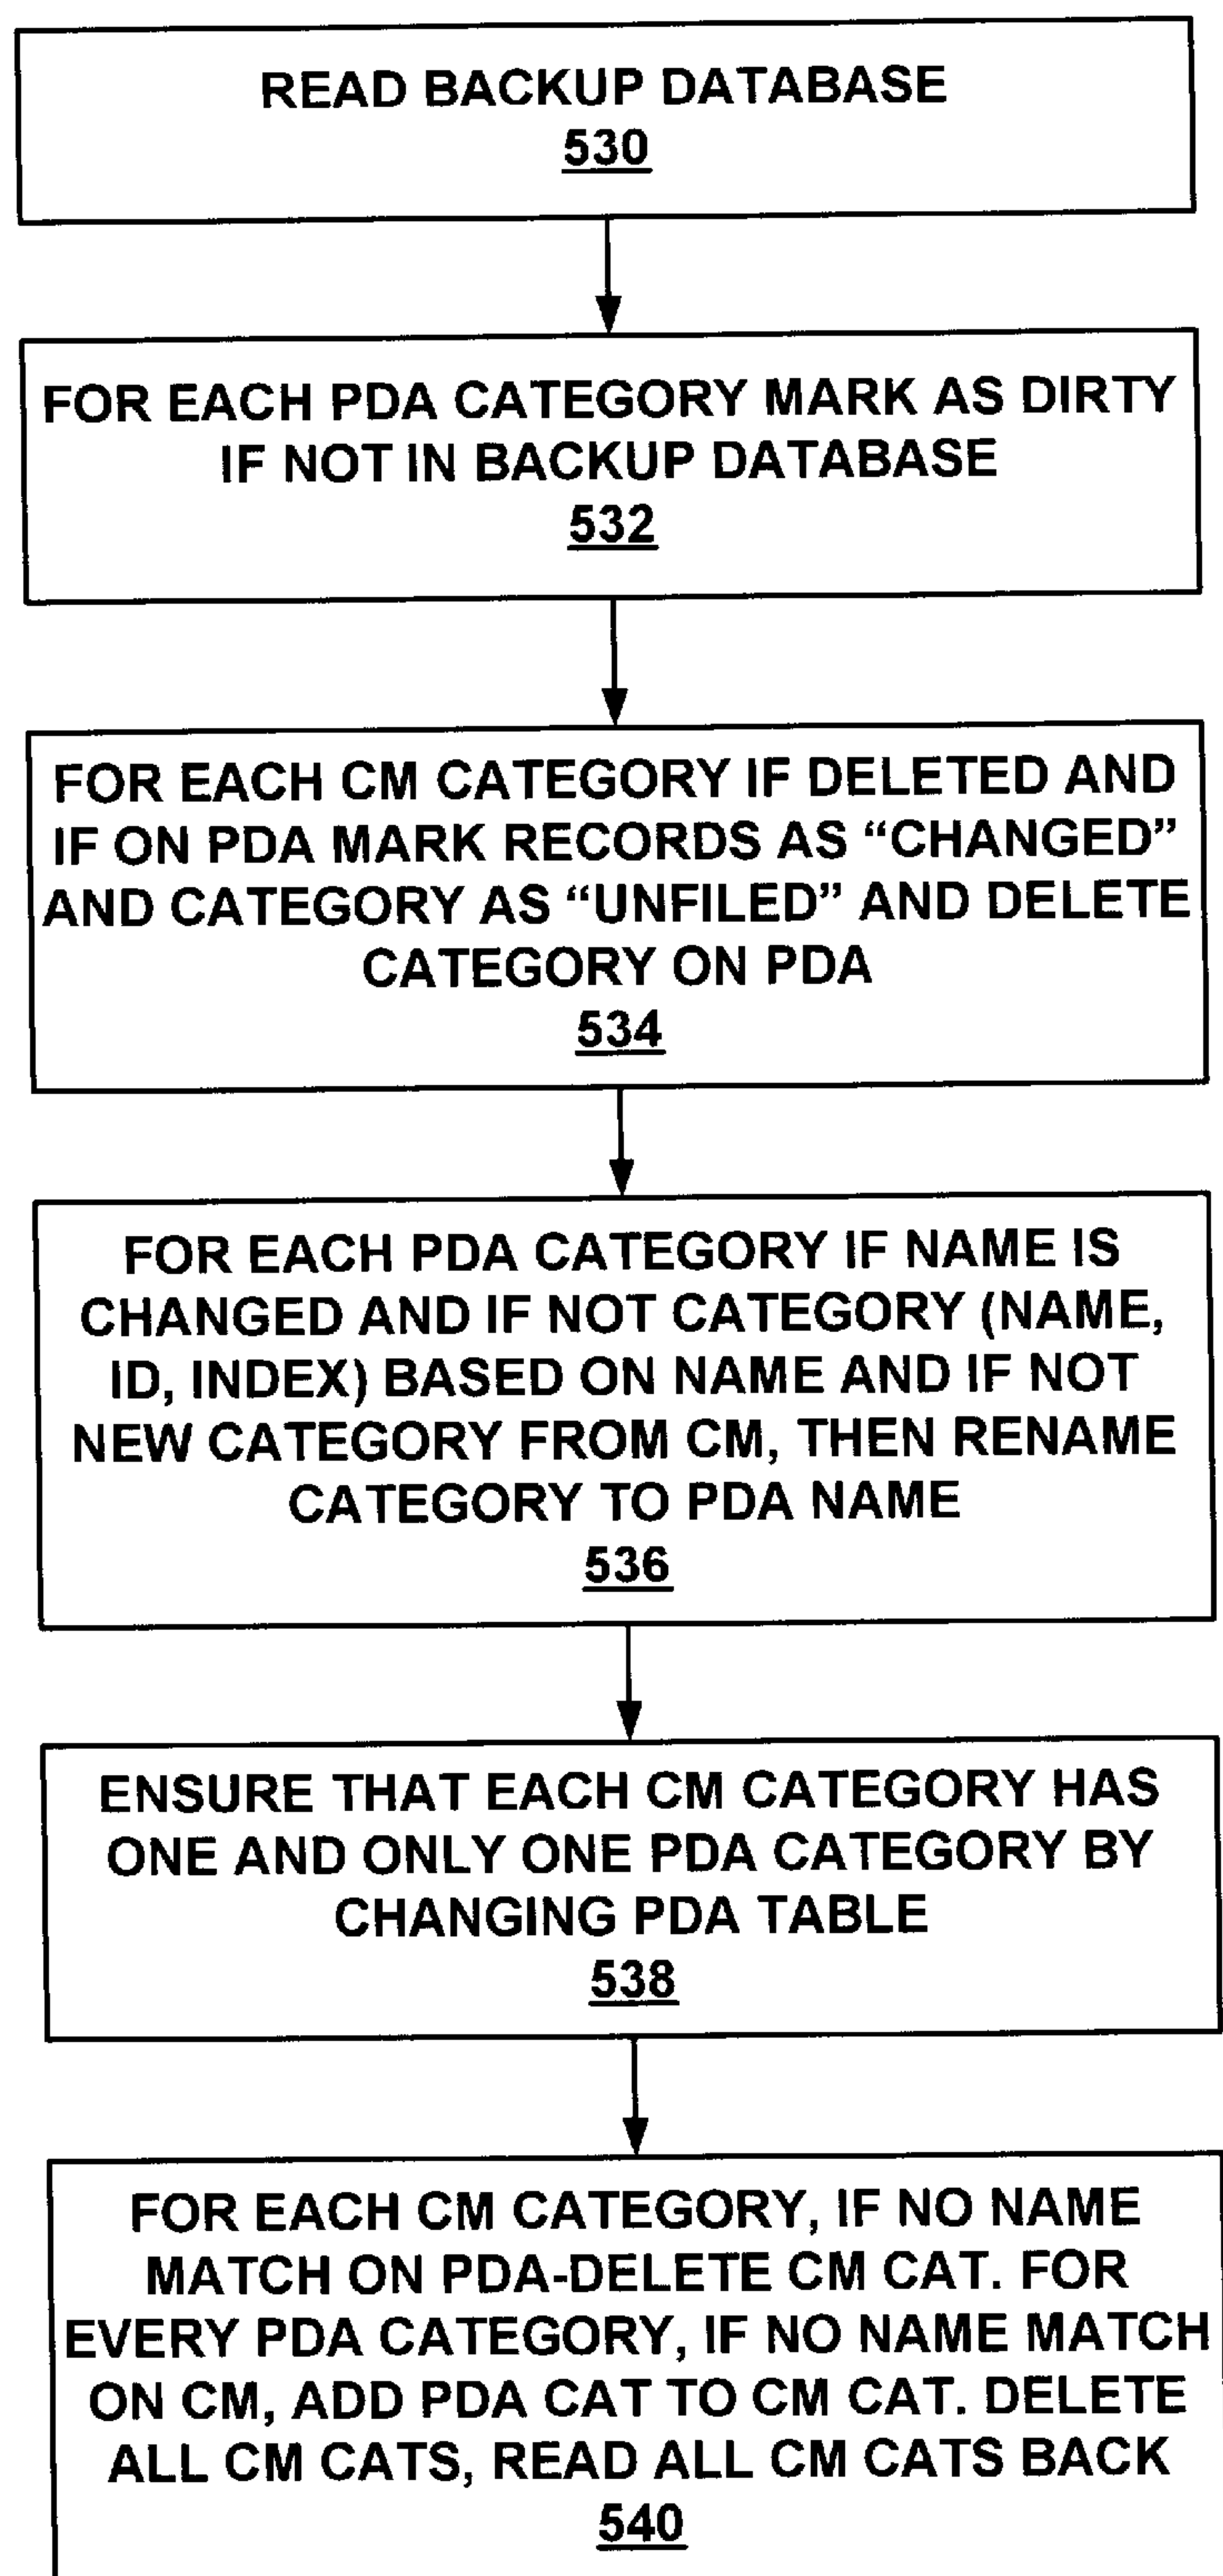 READ BACKUP DATABASE
530
FOR EACH PDA CATEGORY MARK AS DIRTY
IF NOT IN BACKUP DATABASE
532
FOR EACH CM CATEGORY IF DELETED AND
IF ON PDA MARK RECORDS AS “CHANGED”
AND CATEGORY AS “UNFILED” AND DELETE
CATEGORY ON PDA
534
FOR EACH PDA CATEGORY IF NAME IS
CHANGED AND IF NOT CATEGORY (NAME,
ID, INDEX) BASED ON NAME AND IF NOT
NEW CATEGORY FROM CM, THEN RENAME
CATEGORY TO PDA NAME
536
ENSURE THAT EACH CM CATEGORY HAS
ONE AND ONLY ONE PDA CATEGORY BY
CHANGING PDA TABLE
538
FOR EACH CM CATEGORY, IF NO NAME
MATCH ON PDA-DELETE CM CAT. FOR
EVERY PDA CATEGORY, IF NO NAME MATCH
ON CM, ADD PDA CAT TO CM CAT. DELETE
ALL CM CATS, READ ALL CM CATS BACK
540